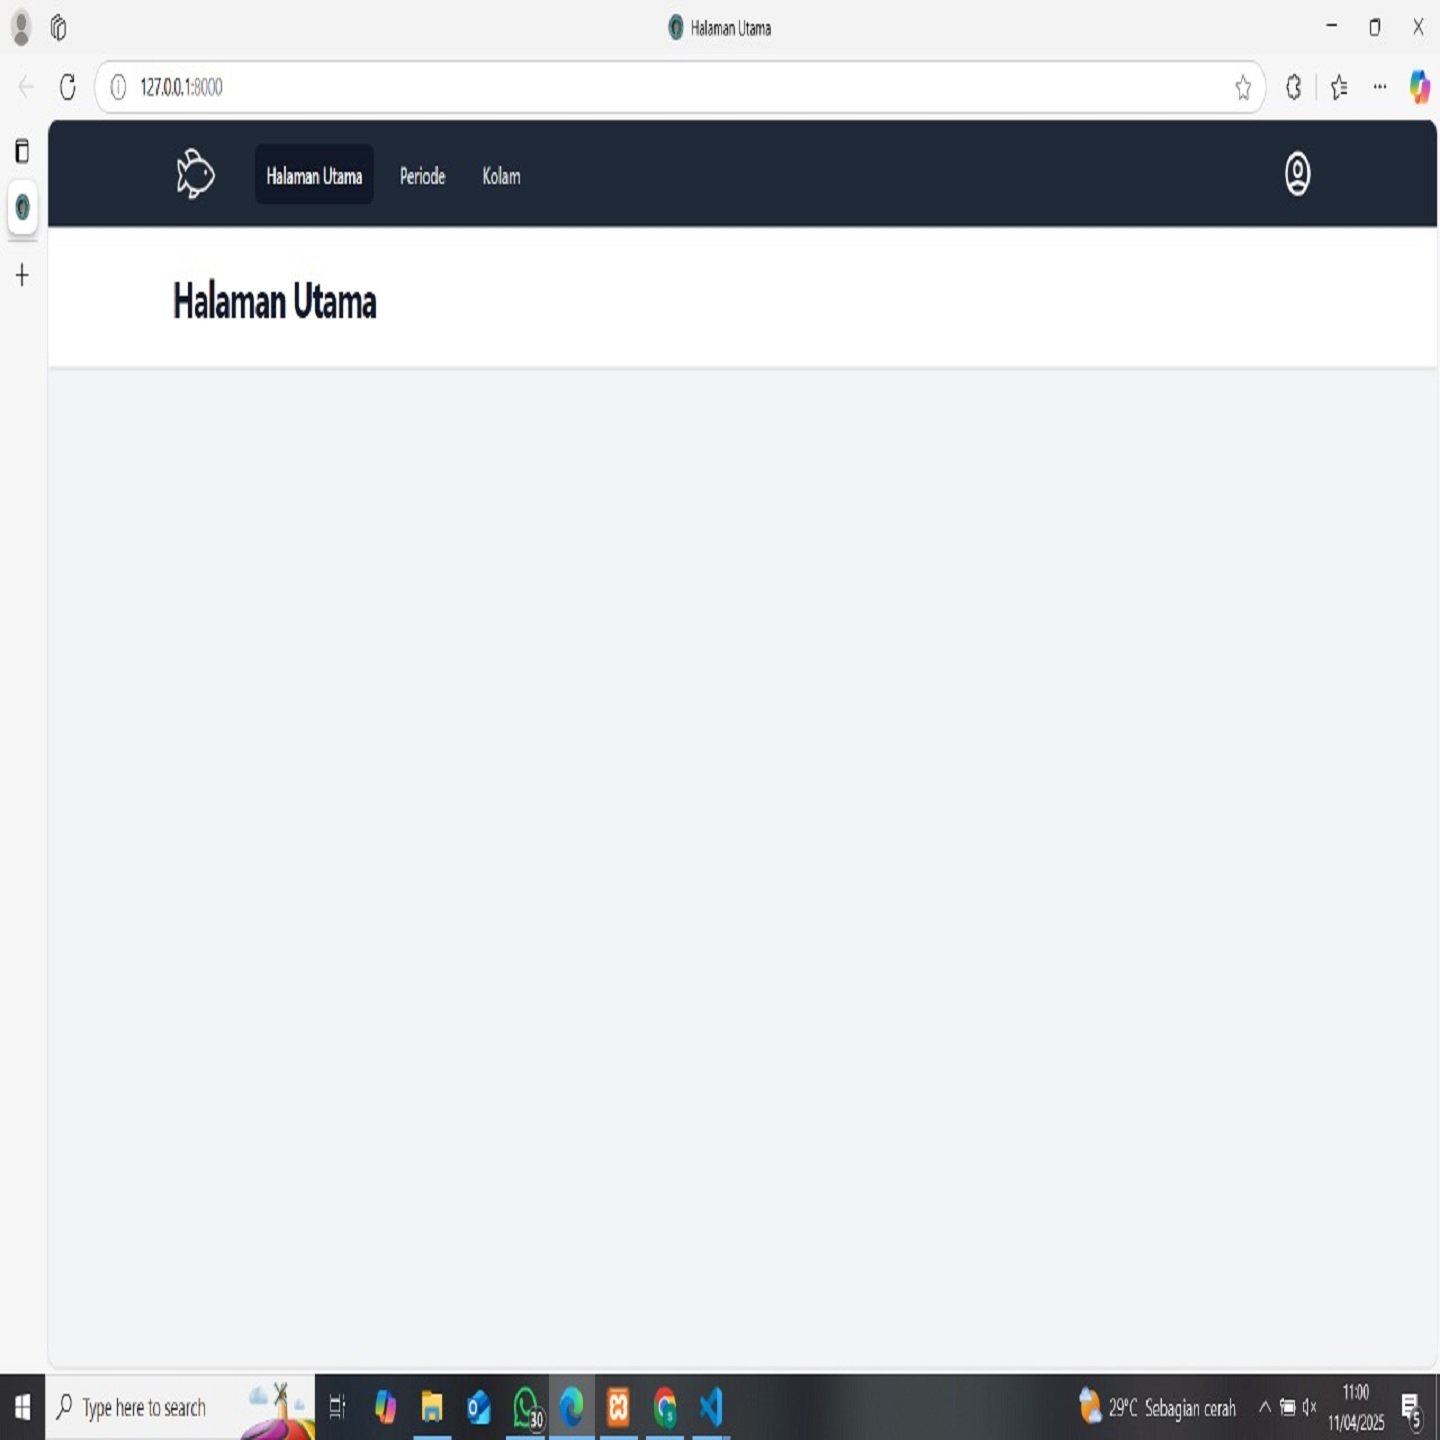 Halaman Utama
127.0.0.1:8000
Halaman Utama Periode Kolam
Halaman Utama
Type here to search
30
29°C Sebagian cerah
11:00
11/04/2025
5